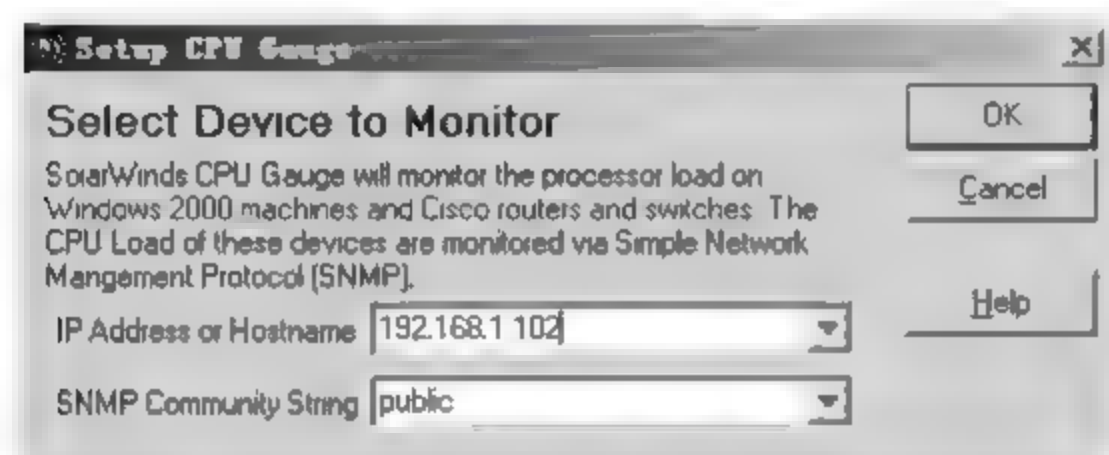 Setup CPU Gauge
Select Device to Monitor
OK
SolarWinds CPU Gauge will monitor the processor load on
Windows 2000 machines and Cisco routers and switches. The
CPU Load of these devices are monitored via Simple Network
Mangement Protocol (SNMP).
Cancel
Help
IP Address or Hostname 192.168.1 102
SNMP Community String public